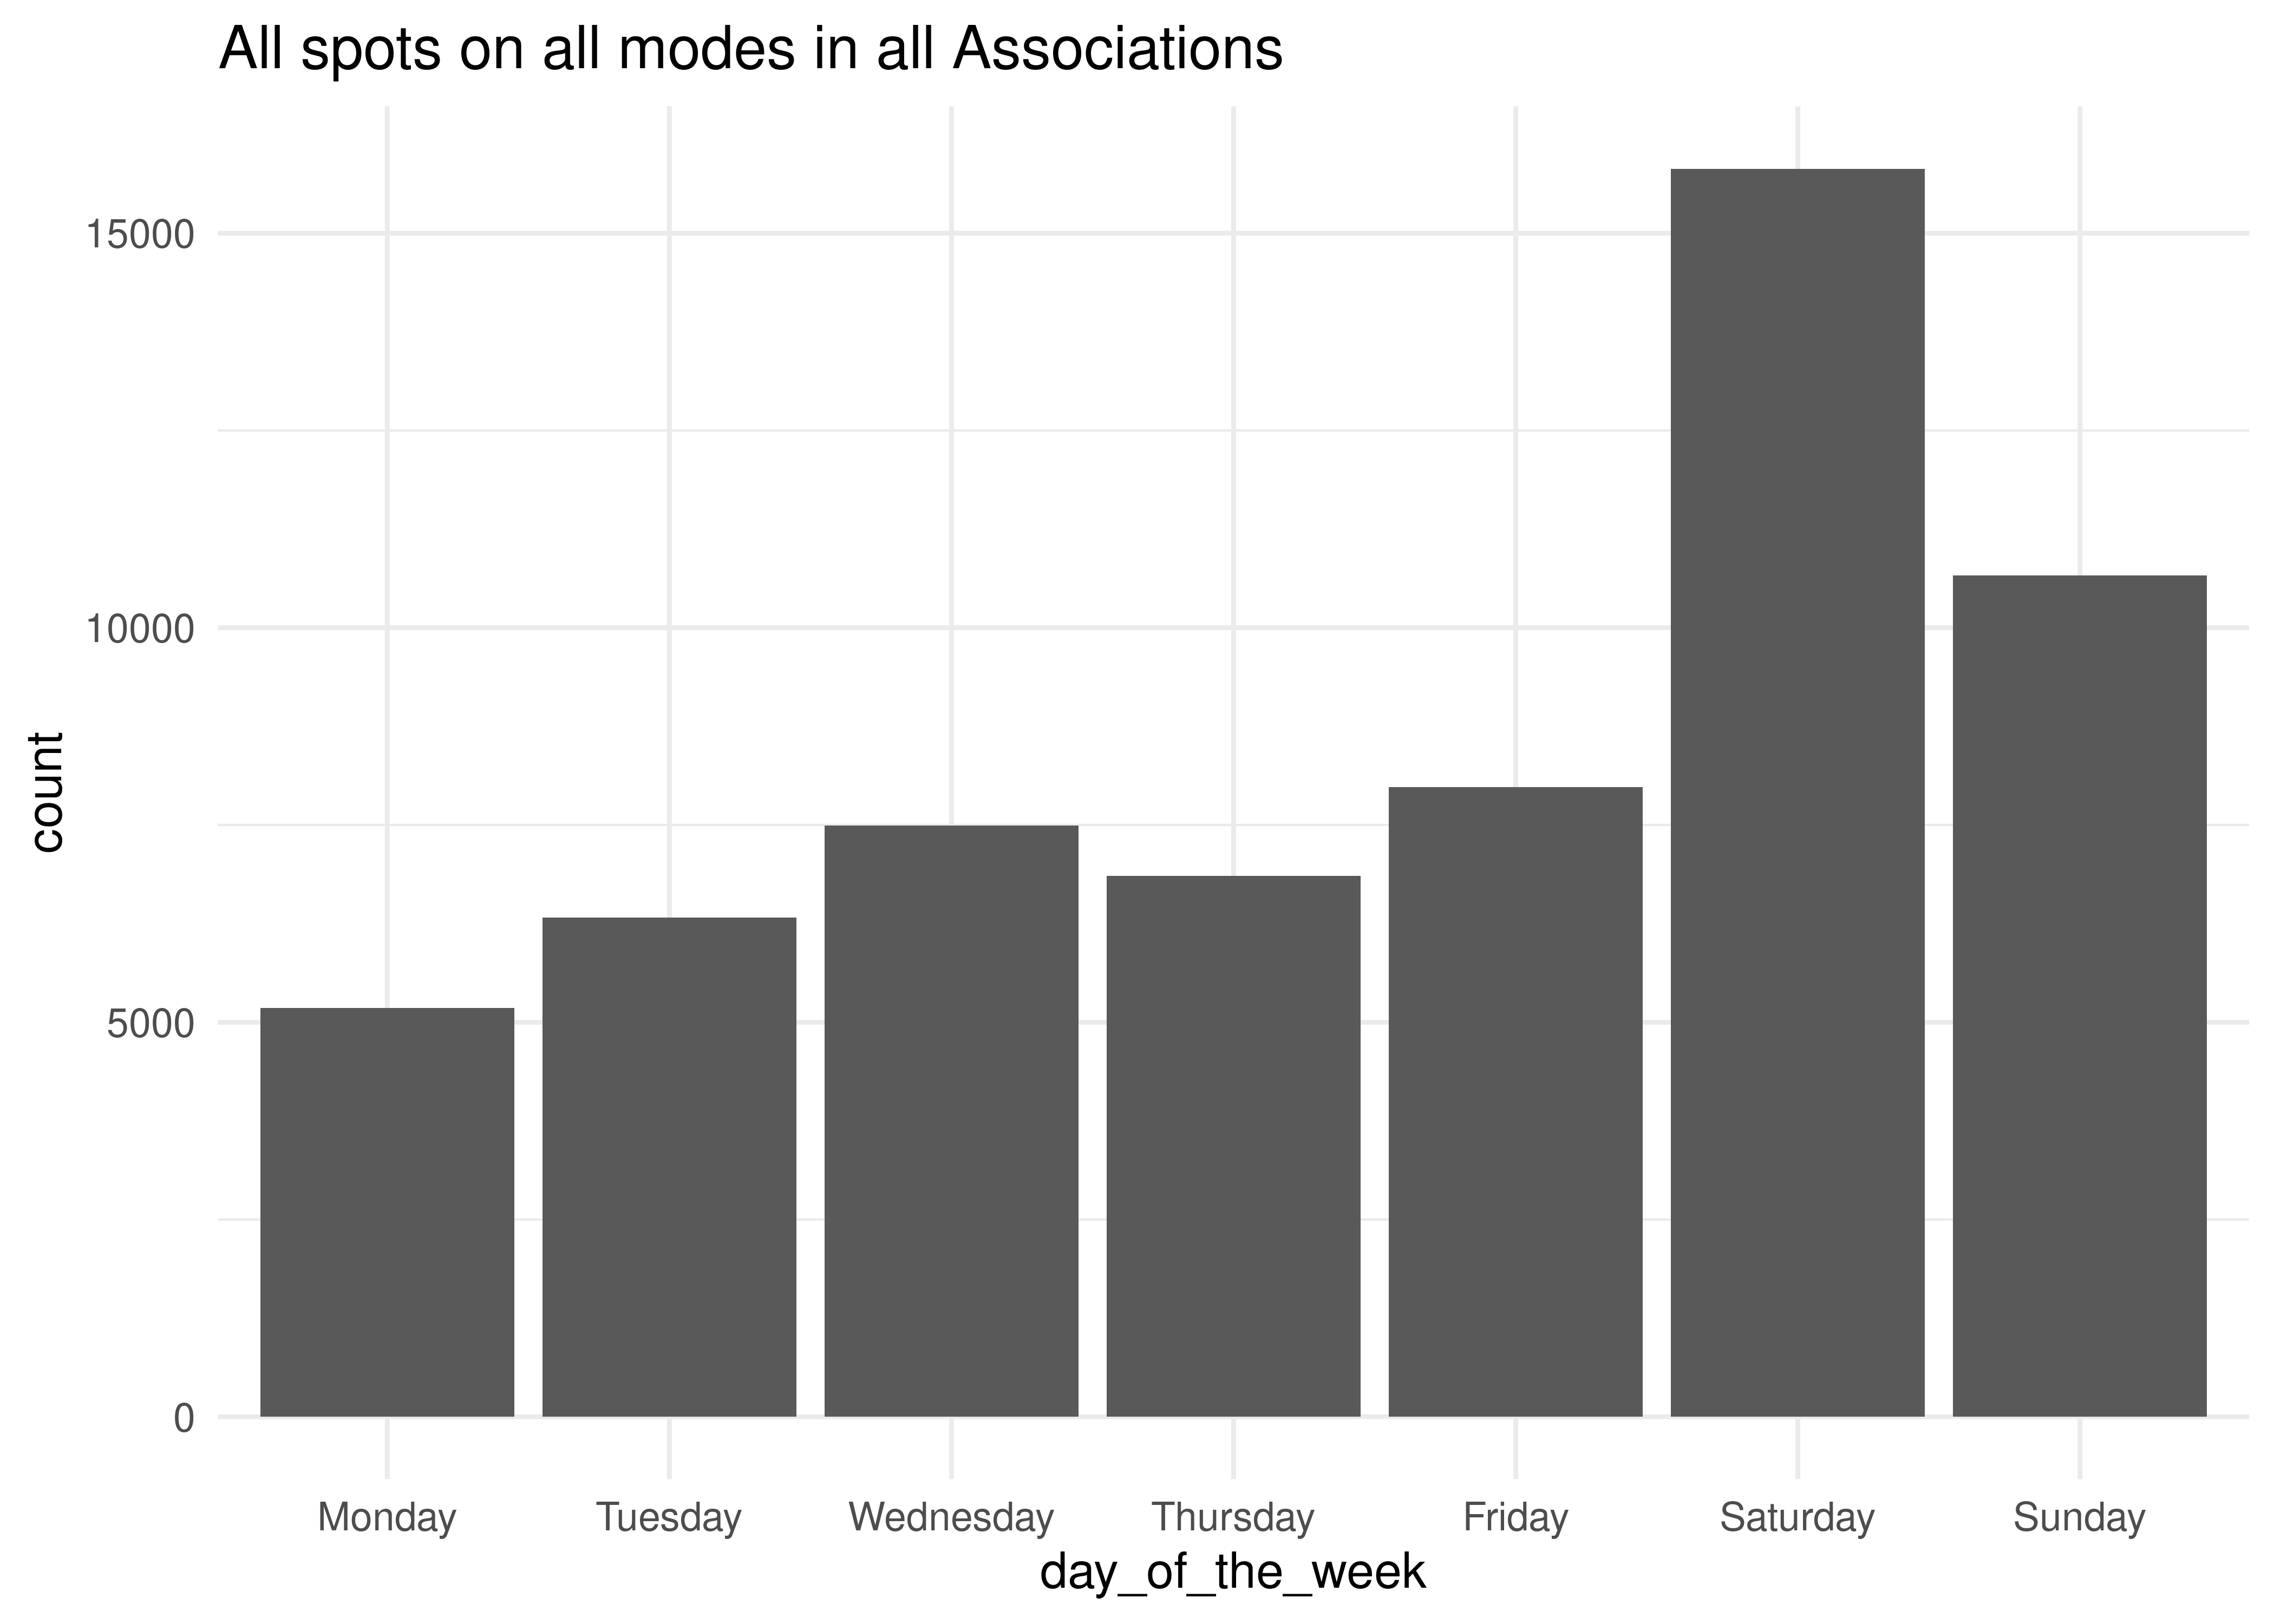 All spots on all modes in all Associations
count
15000
10000
5000
0
Monday Tuesday Wednesday Thursday Friday Saturday Sunday
day_of_the_week